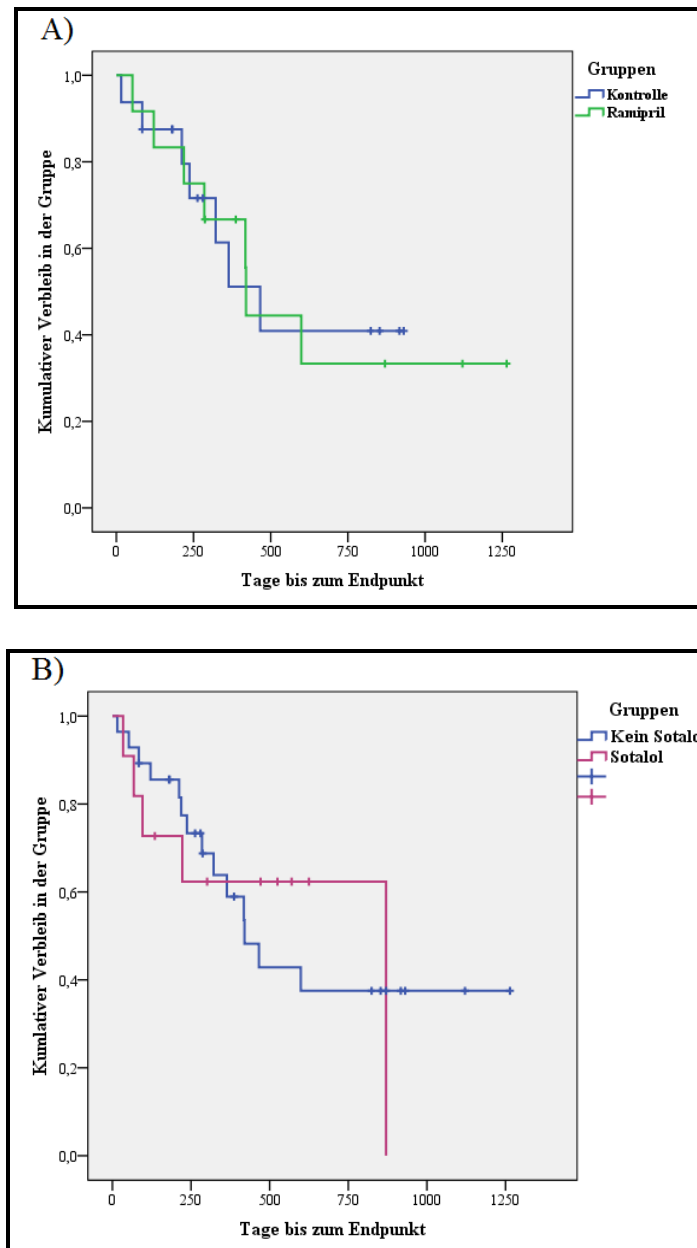 A)
Gruppen
Kontrolle
Ramipril
Kumulativer Verbleib in der Gruppe
1,0
0,8
0,6
0,4
0,2
0,0
0 250 500 750 1000 1250
Tage bis zum Endpunkt
B)
Gruppen
Kein Sotalo
Sotalol
Kumlativer Verbleib in der Gruppe
1,0
0,8
0,6
0,4
0,2
0,0
0 250 500 750 1000 1250
Tage bis zum Endpunkt